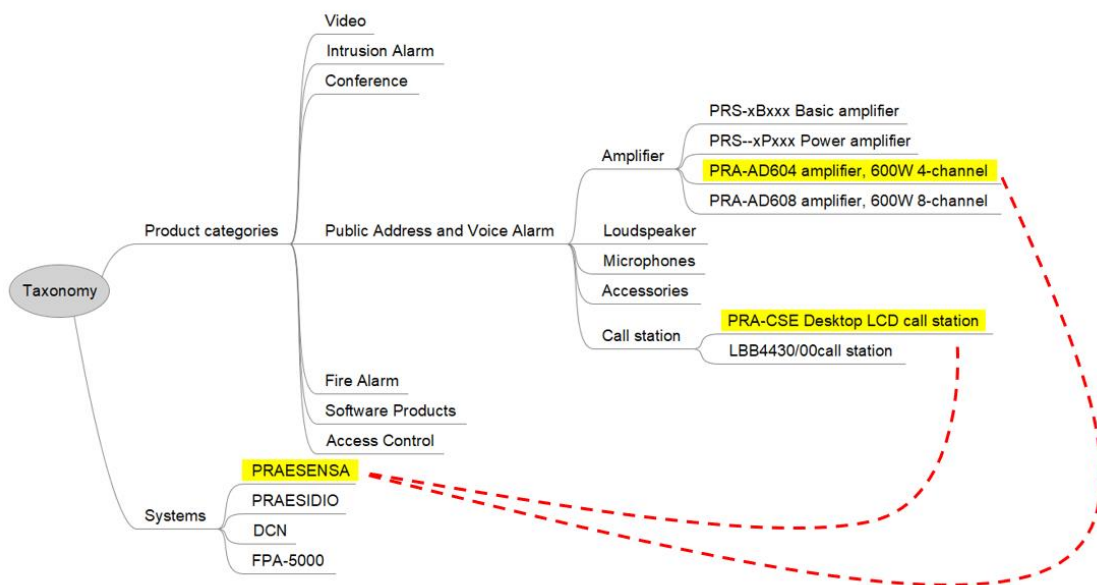 Video
Intrusion Alarm
Conference
PRS-xBxxx Basic amplifier
PRS--xPxxx Power amplifier
Amplifier
PRA-AD604 amplifier, 600W 4-channel
PRA-AD608 amplifier, 600W 8-channel
Product categories
Public Address and Voice Alarm
Loudspeaker
Microphones
Taxonomy
Accessories
PRA-CSE Desktop LCD call station
Call station
LBB4430/00call station
Fire Alarm
Software Products
Access Control
PRAESENSA
PRAESIDIO
Systems
DCN
FPA-5000